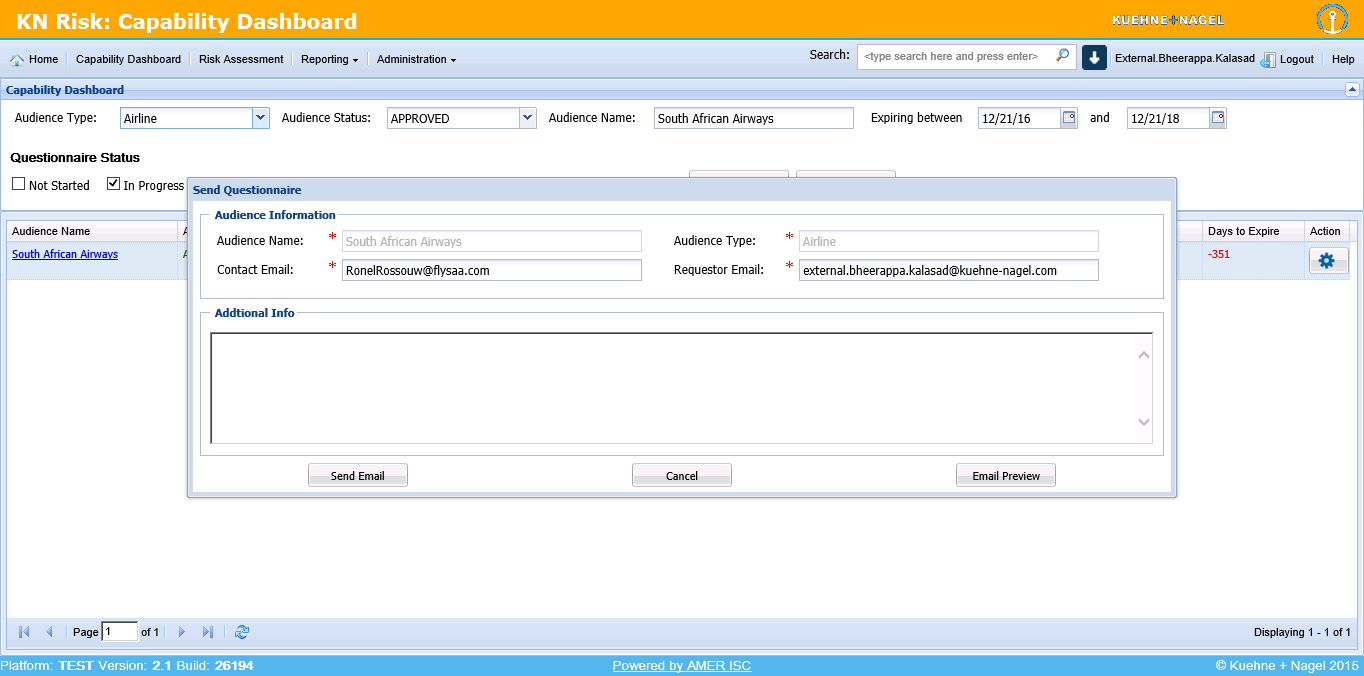 KN Risk: Capability Dashboard
KUEHNE+NAGEL
Home
Capability Dashboard
Risk Assessment
Reporting
Administration
Search:
<type search here and press enter>
External.Bheerappa.Kalasad
Logout
Help
Capability Dashboard
Audience Type:
Airline
Audience Status:
APPROVED
Audience Name:
South African Airways
Expiring between
12/21/16
and
12/21/18
Questionnaire Status
Not Started
In Progress
Send Questionnaire
Audience Information
Audience Name:
* South African Airways
Audience Type:
* Airline
Contact Email:
* RonelRossouw@flysaa.com
Requestor Email:
* external.bheerappa.kalasad@kuehne-nagel.com
Addtional Info
Send Email
Cancel
Email Preview
Audience Name
Days to Expire
Action
South African Airways
-351
Page 1 of 1
Displaying 1 - 1 of 1
Platform: TEST Version: 2.1 Build: 26194
Powered by AMER ISC
© Kuehne + Nagel 2015